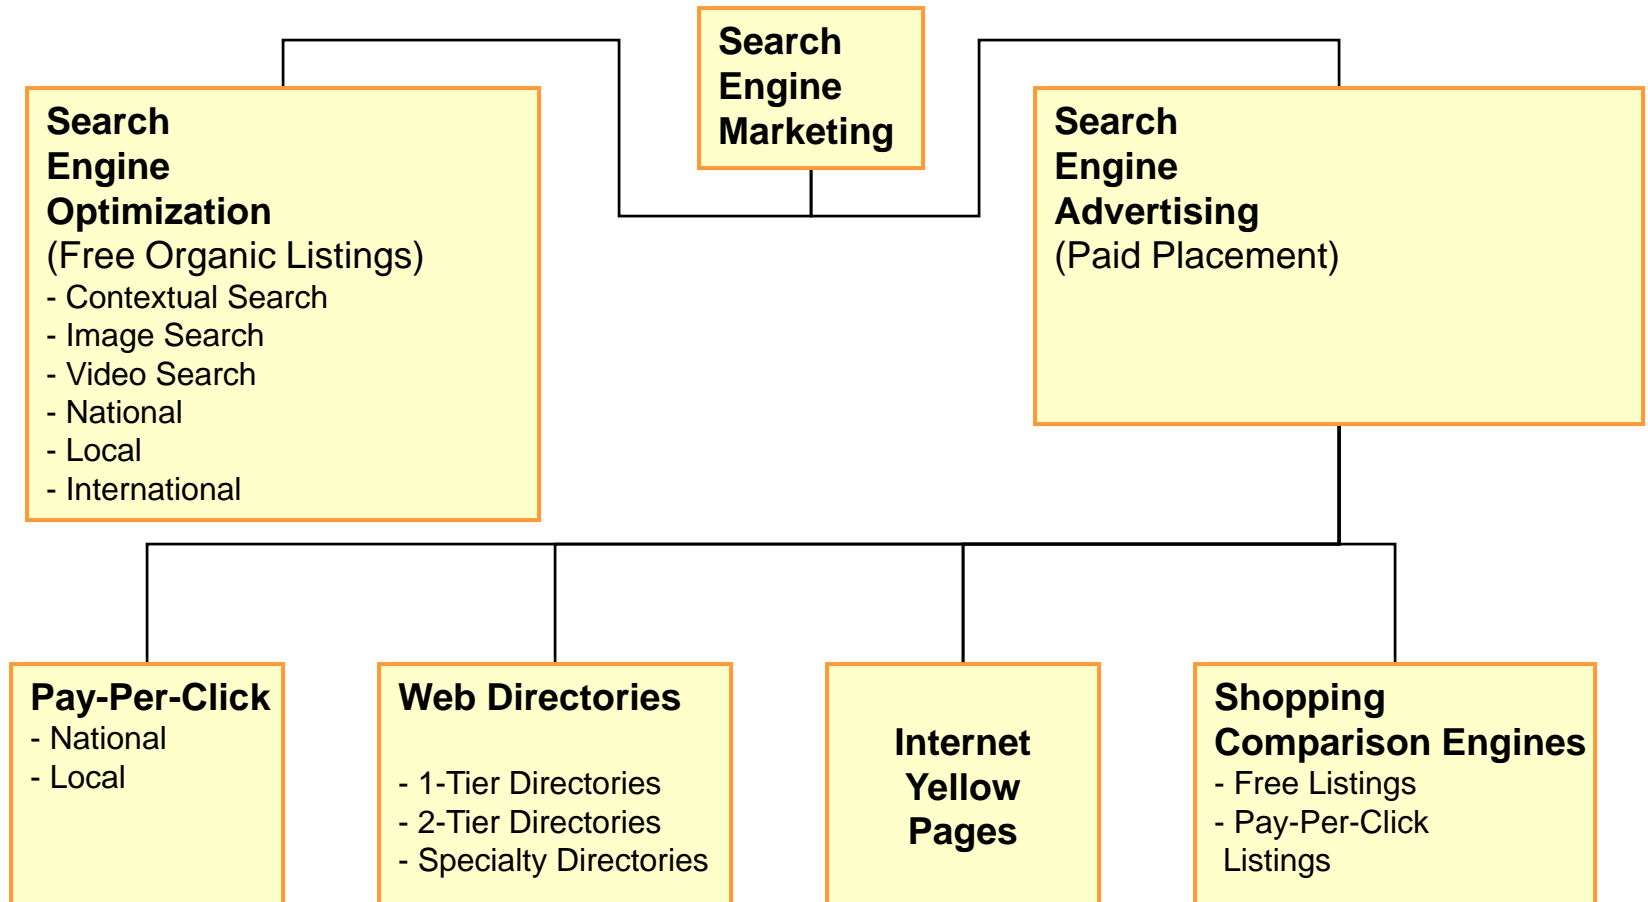 Search
Engine
Marketing
Search
Engine
Optimization
(Free Organic Listings)
- Contextual Search
- Image Search
- Video Search
- National
- Local
- International
Search
Engine
Advertising
(Paid Placement)
Pay-Per-Click
- National
- Local
Web Directories
- 1-Tier Directories
- 2-Tier Directories
- Specialty Directories
Internet
Yellow
Pages
Shopping
Comparison Engines
- Free Listings
- Pay-Per-Click
Listings